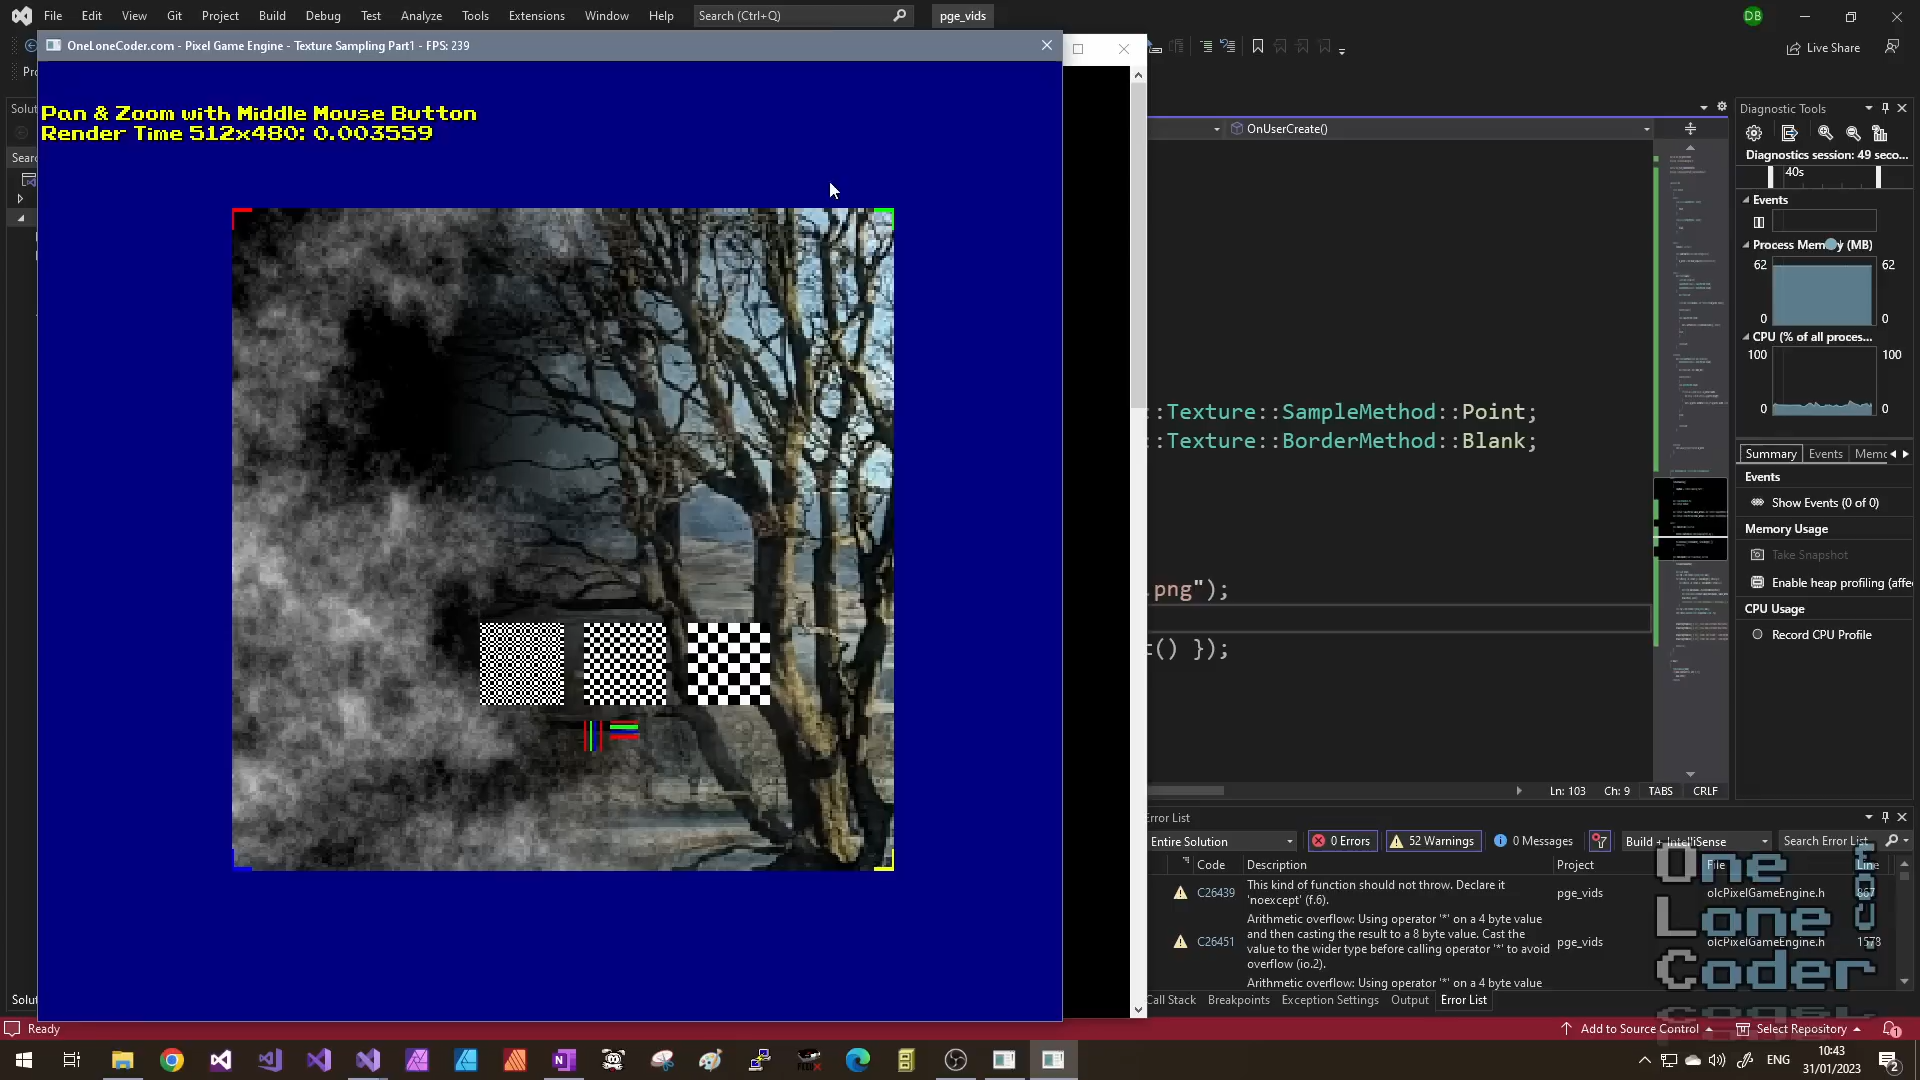 File Edit View Git Project Build Debug Test Analyze Tools Extensions Window Help Search (Ctrl+Q) pge_vids DB
OneLoneCoder.com - Pixel Game Engine - Texture Sampling Part1 - FPS: 239
Live Share
Pan & Zoom with Middle Mouse Button
Render Time 512x480: 0.003559
OnUserCreate()
Diagnostic Tools
Diagnostics session: 49 seco...
40s
Events
Process Memory (MB)
62 62
0 0
CPU (% of all proces...
100 100
0 0
::Texture::SampleMethod::Point;
::Texture::BorderMethod::Blank;
.png");
() });
Summary Events Memo
Events
Show Events (0 of 0)
Memory Usage
Take Snapshot
Enable heap profiling (affe
CPU Usage
Record CPU Profile
Ln: 103 Ch: 9 TABS CRLF
Error List
Entire Solution 0 Errors 52 Warnings 0 Messages Build + IntelliSense Search Error List
Code Description Project File Line
C26439 This kind of function should not throw. Declare it 'noexcept' (f.6). pge_vids olcPixelGameEngine.h 867
C26451 Arithmetic overflow: Using operator '*' on a 4 byte value and then casting the result to a 8 byte value. Cast the value to the wider type before calling operator '*' to avoid overflow (io.2). pge_vids olcPixelGameEngine.h 1578
Arithmetic overflow: Using operator '*' on a 4 byte value
Call Stack Breakpoints Exception Settings Output Error List
One
Lone
Coder
Ready Add to Source Control Select Repository 1
ENG 10:43
31/01/2023 2